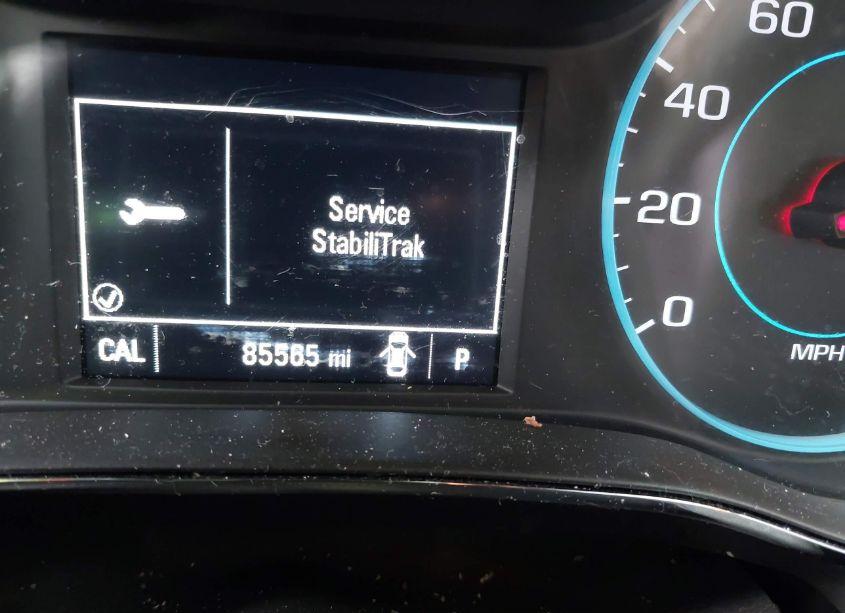 Service
StabiliTrak
CAL
85565 mi
P
60
40
20
0
MPH